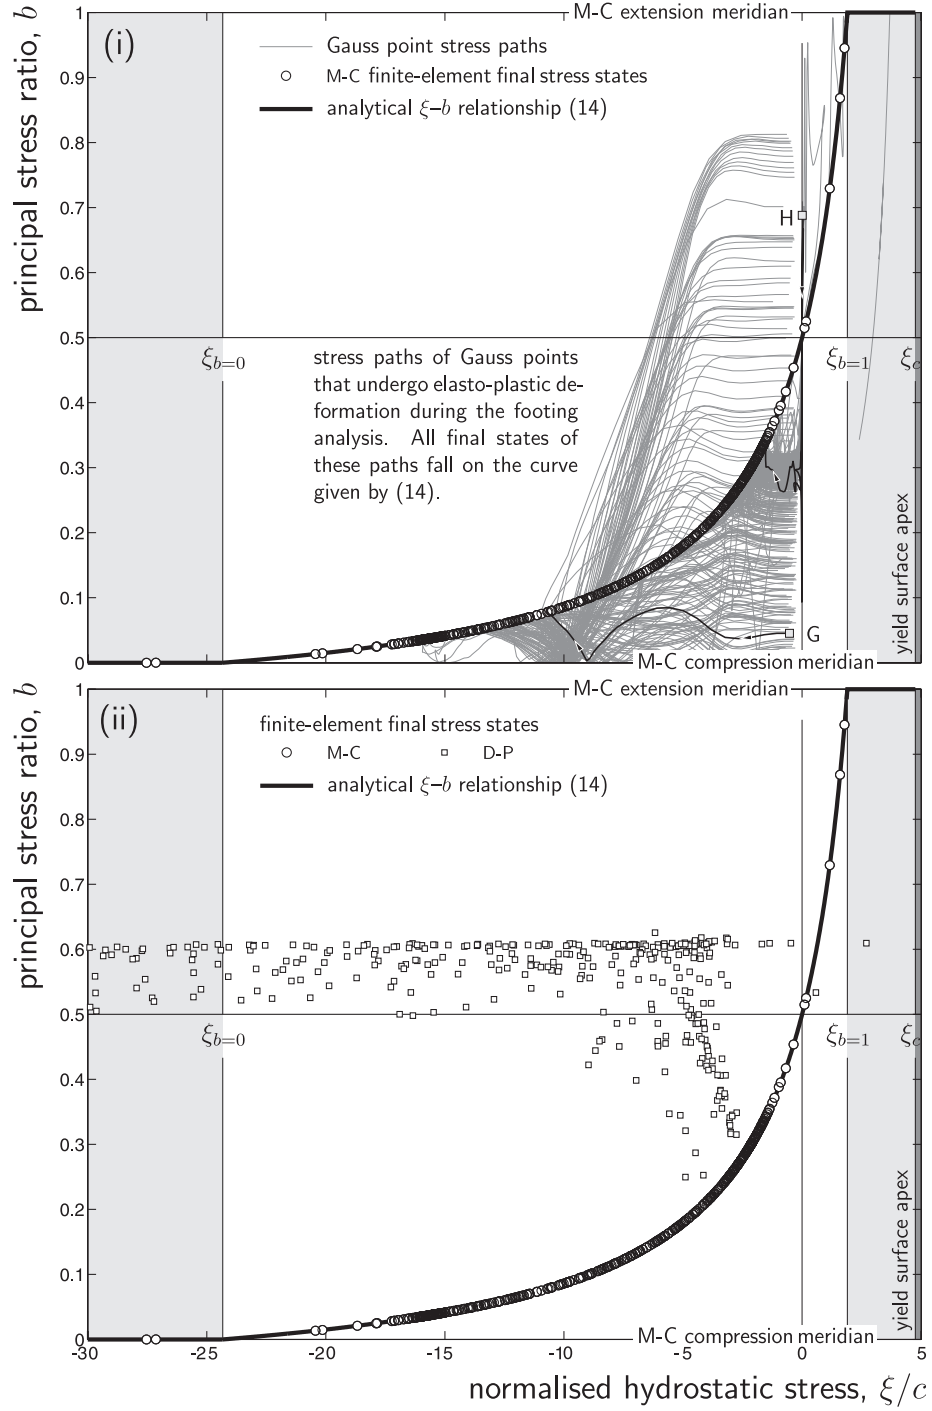 M-C extension meridian
(i)
Gauss point stress paths
M-C finite-element final stress states
analytical ξ–b relationship (14)
principal stress ratio, b
1
0.9
0.8
0.7
0.6
0.5
0.4
0.3
0.2
0.1
0
H
ξb=0
ξb=1
ξc
stress paths of Gauss points
that undergo elasto-plastic de-
formation during the footing
analysis. All final states of
these paths fall on the curve
given by (14).
yield surface apex
G
M-C compression meridian
M-C extension meridian
(ii)
finite-element final stress states
M-C D-P
analytical ξ–b relationship (14)
principal stress ratio, b
1
0.9
0.8
0.7
0.6
0.5
0.4
0.3
0.2
0.1
0
ξb=0
ξb=1
ξc
yield surface apex
M-C compression meridian
-30 -25 -20 -15 -10 -5 0 5
normalised hydrostatic stress, ξ/c